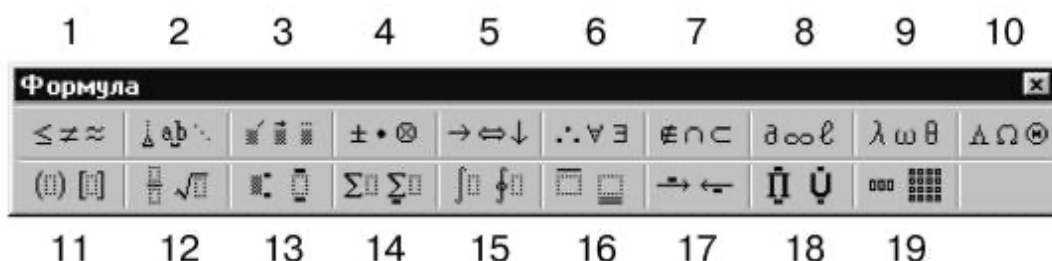 1 2 3 4 5 6 7 8 9 10
Формула
≤ ≠ ≈ ab ⋱ ± • ⊗ → ⇔ ↓ ∴ ∀ ∃ ∉ ∩ ⊂ ∂ ∞ ℓ λ ω θ Λ Ω Θ
(▯) [▯] √▯ Σ▯ Σ▯ ∫▯ ∮▯ → ← Π Ụ
11 12 13 14 15 16 17 18 19